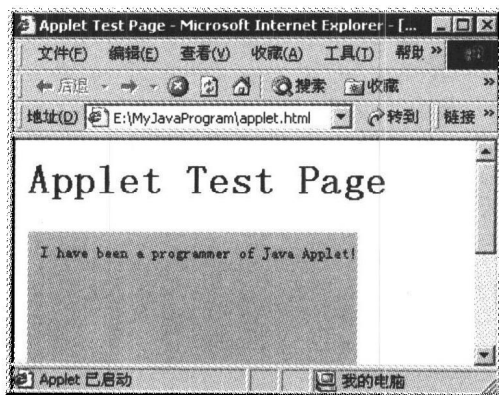 Applet Test Page - Microsoft Internet Explorer - [...
文件(F) 编辑(E) 查看(V) 收藏(A) 工具(T) 帮助 »
后退 搜索 收藏 »
地址(D) E:\MyJavaProgram\applet.html 转到 链接 »
Applet Test Page
I have been a programmer of Java Applet!
Applet 已启动 我的电脑